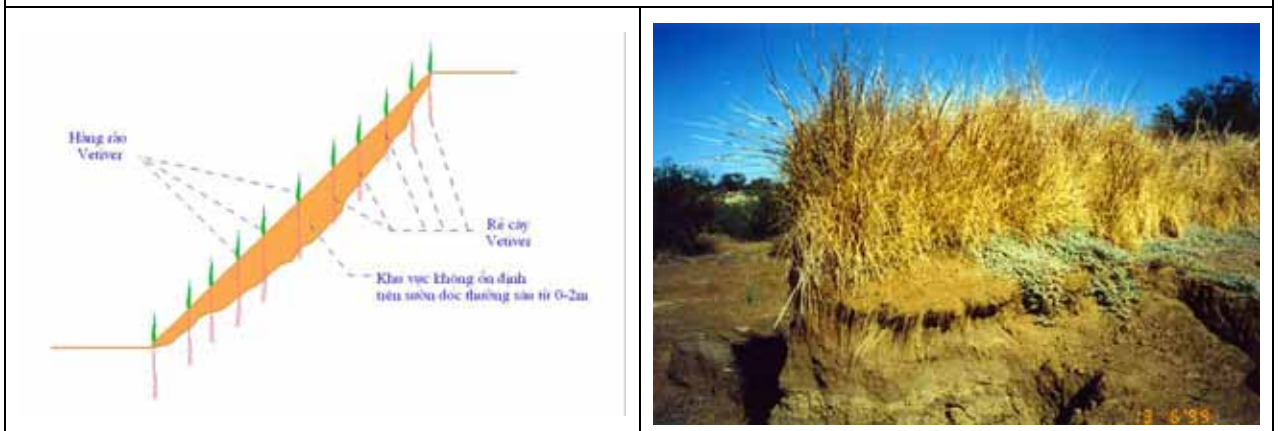 Hàng rào
Vetiver
Rễ cây
Vetiver
Khu vực không ổn định
trên sườn dốc thường sâu từ 0-2m
3 6'99